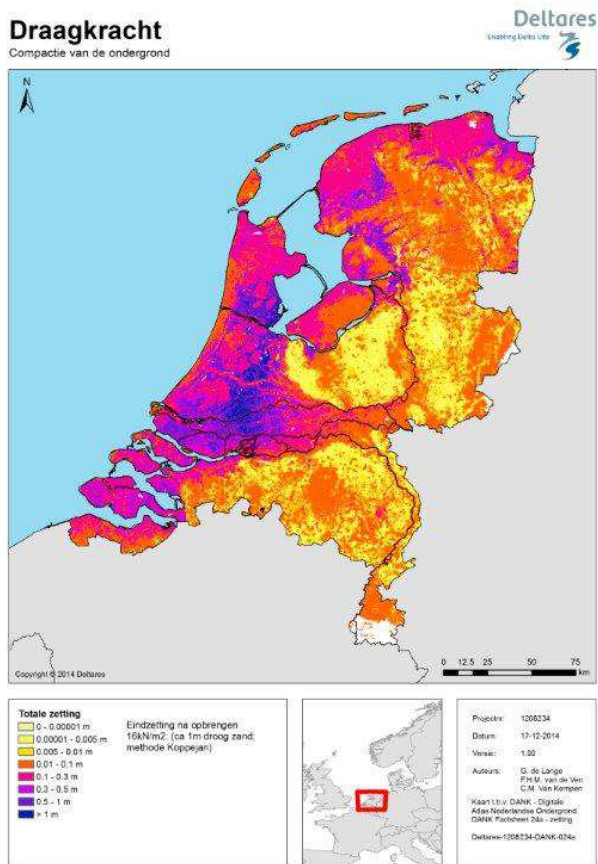 Draagkracht
Compactie van de ondergrond
Deltares
Enabling Delta Life
N
Copyright © 2014 Deltares
0 12.5 25 50 75
km
Totale zetting
0 - 0.00001 m
0.00001 - 0.005 m
0.005 - 0.01 m
0.01 - 0.1 m
0.1 - 0.3 m
0.3 - 0.5 m
0.5 - 1 m
> 1 m
Eindzetting na opbrengen
16kN/m2 (ca 1m droog zand,
methode Koppejan)
Projectnr: 1208234
Datum: 17-12-2014
Versie: 1.00
Auteurs: G. de Lange
F.H.M. van de Ven
C.M. Van Kempen
Kaart t.b.v. DANK - Digitale
Atlas Nederlandse Ondergrond
DANK Factsheet 24a - zetting
Deltares-1208234-DANK-024a